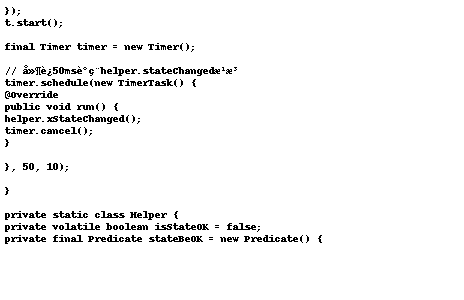 });
t.start();
final Timer timer = new Timer();
// å»¶è¿50msè°ç¨helper.stateChangedæ¹æ³
timer.schedule(new TimerTask() {
@Override
public void run() {
helper.xStateChanged();
timer.cancel();
}
}, 50, 10);
}
private static class Helper {
private volatile boolean isStateOK = false;
private final Predicate stateBeOK = new Predicate() {